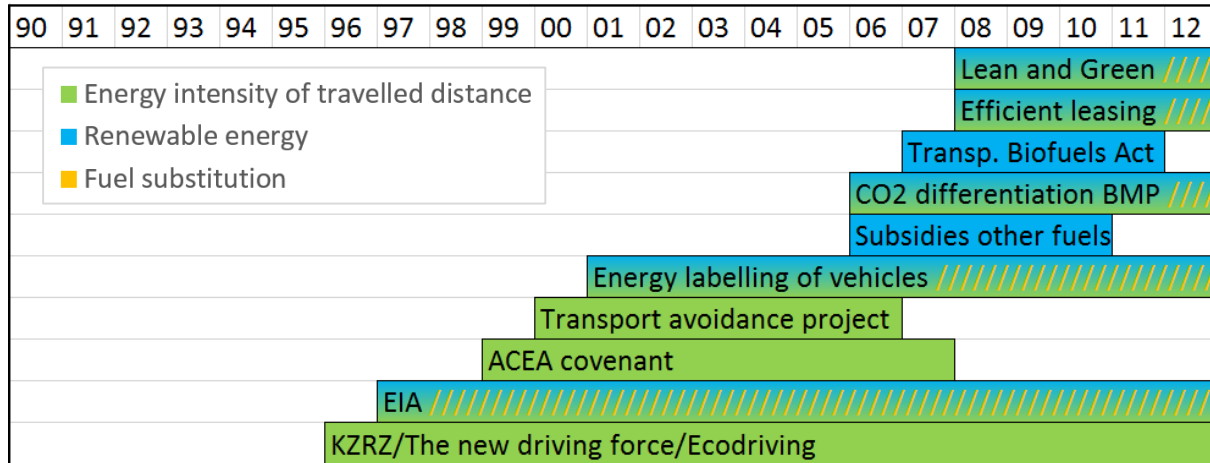 90 91 92 93 94 95 96 97 98 99 00 01 02 03 04 05 06 07 08 09 10 11 12
Lean and Green
Energy intensity of travelled distance
Efficient leasing
Renewable energy
Transp. Biofuels Act
Fuel substitution
CO2 differentiation BMP
Subsidies other fuels
Energy labelling of vehicles
Transport avoidance project
ACEA covenant
EIA
KZRZ/The new driving force/Ecodriving